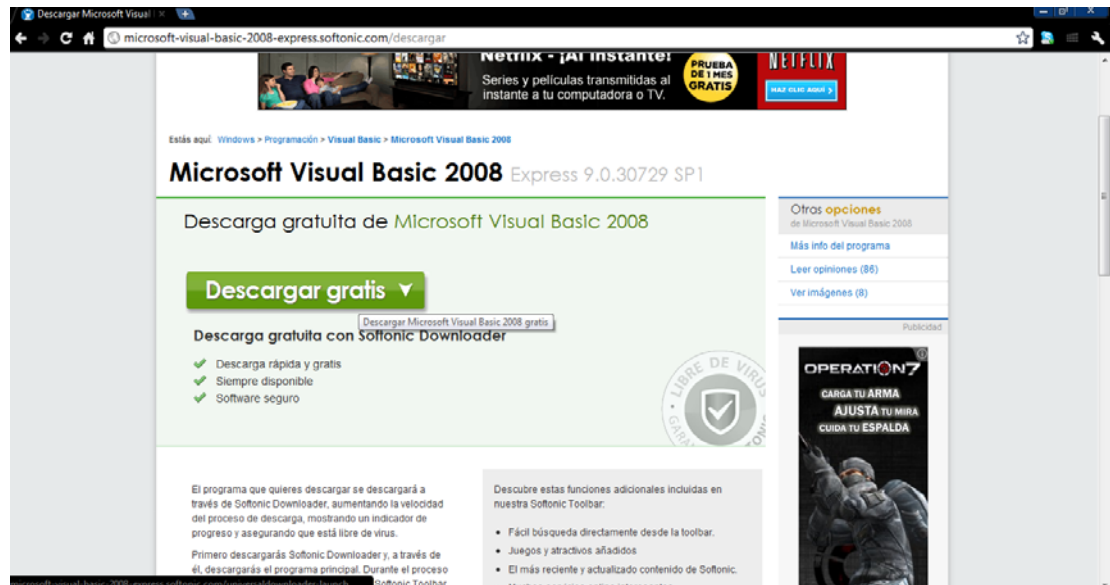 Descargar Microsoft Visual
microsoft-visual-basic-2008-express.softonic.com/descargar
Netflix - ¡Al instante!
Series y películas transmitidas al
instante a tu computadora o TV.
PRUEBA
DE 1 MES
GRATIS
NETFLIX
HAZ CLIC AQUÍ
Estás aquí: Windows > Programación > Visual Basic > Microsoft Visual Basic 2008
Microsoft Visual Basic 2008 Express 9.0.30729 SP1
Descarga gratuita de Microsoft Visual Basic 2008
Descargar gratis
Descargar Microsoft Visual Basic 2008 gratis
Descarga gratuita con Softonic Downloader
Descarga rápida y gratis
Siempre disponible
Software seguro
LIBRE DE VIRUS
El programa que quieres descargar se descargará a
través de Softonic Downloader, aumentando la velocidad
del proceso de descarga, mostrando un indicador de
progreso y asegurando que está libre de virus.
Primero descargarás Softonic Downloader y, a través de
él, descargarás el programa principal. Durante el proceso
Softonic Toolbar
microsoft-visual-basic-2008-express.softonic.com/universaldownloader-launch
Descubre estas funciones adicionales incluidas en
nuestra Softonic Toolbar:
• Fácil búsqueda directamente desde la toolbar.
• Juegos y atractivos añadidos
• El más reciente y actualizado contenido de Softonic.
Otras opciones
de Microsoft Visual Basic 2008
Más info del programa
Leer opiniones (86)
Ver imágenes (8)
Publicidad
OPERATION7
CARGA TU ARMA
AJUSTA TU MIRA
CUIDA TU ESPALDA